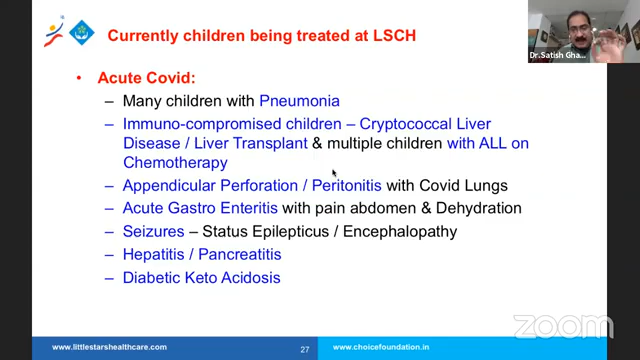 Currently children being treated at LSCH
Dr.Satish Gha...
• Acute Covid:
– Many children with Pneumonia
– Immuno-compromised children – Cryptococcal Liver
Disease / Liver Transplant & multiple children with ALL on
Chemotherapy
– Appendicular Perforation / Peritonitis with Covid Lungs
– Acute Gastro Enteritis with pain abdomen & Dehydration
– Seizures – Status Epilepticus / Encephalopathy
– Hepatitis / Pancreatitis
– Diabetic Keto Acidosis
zoom
www.littlestarshealthcare.com 27 www.choicefoundation.in